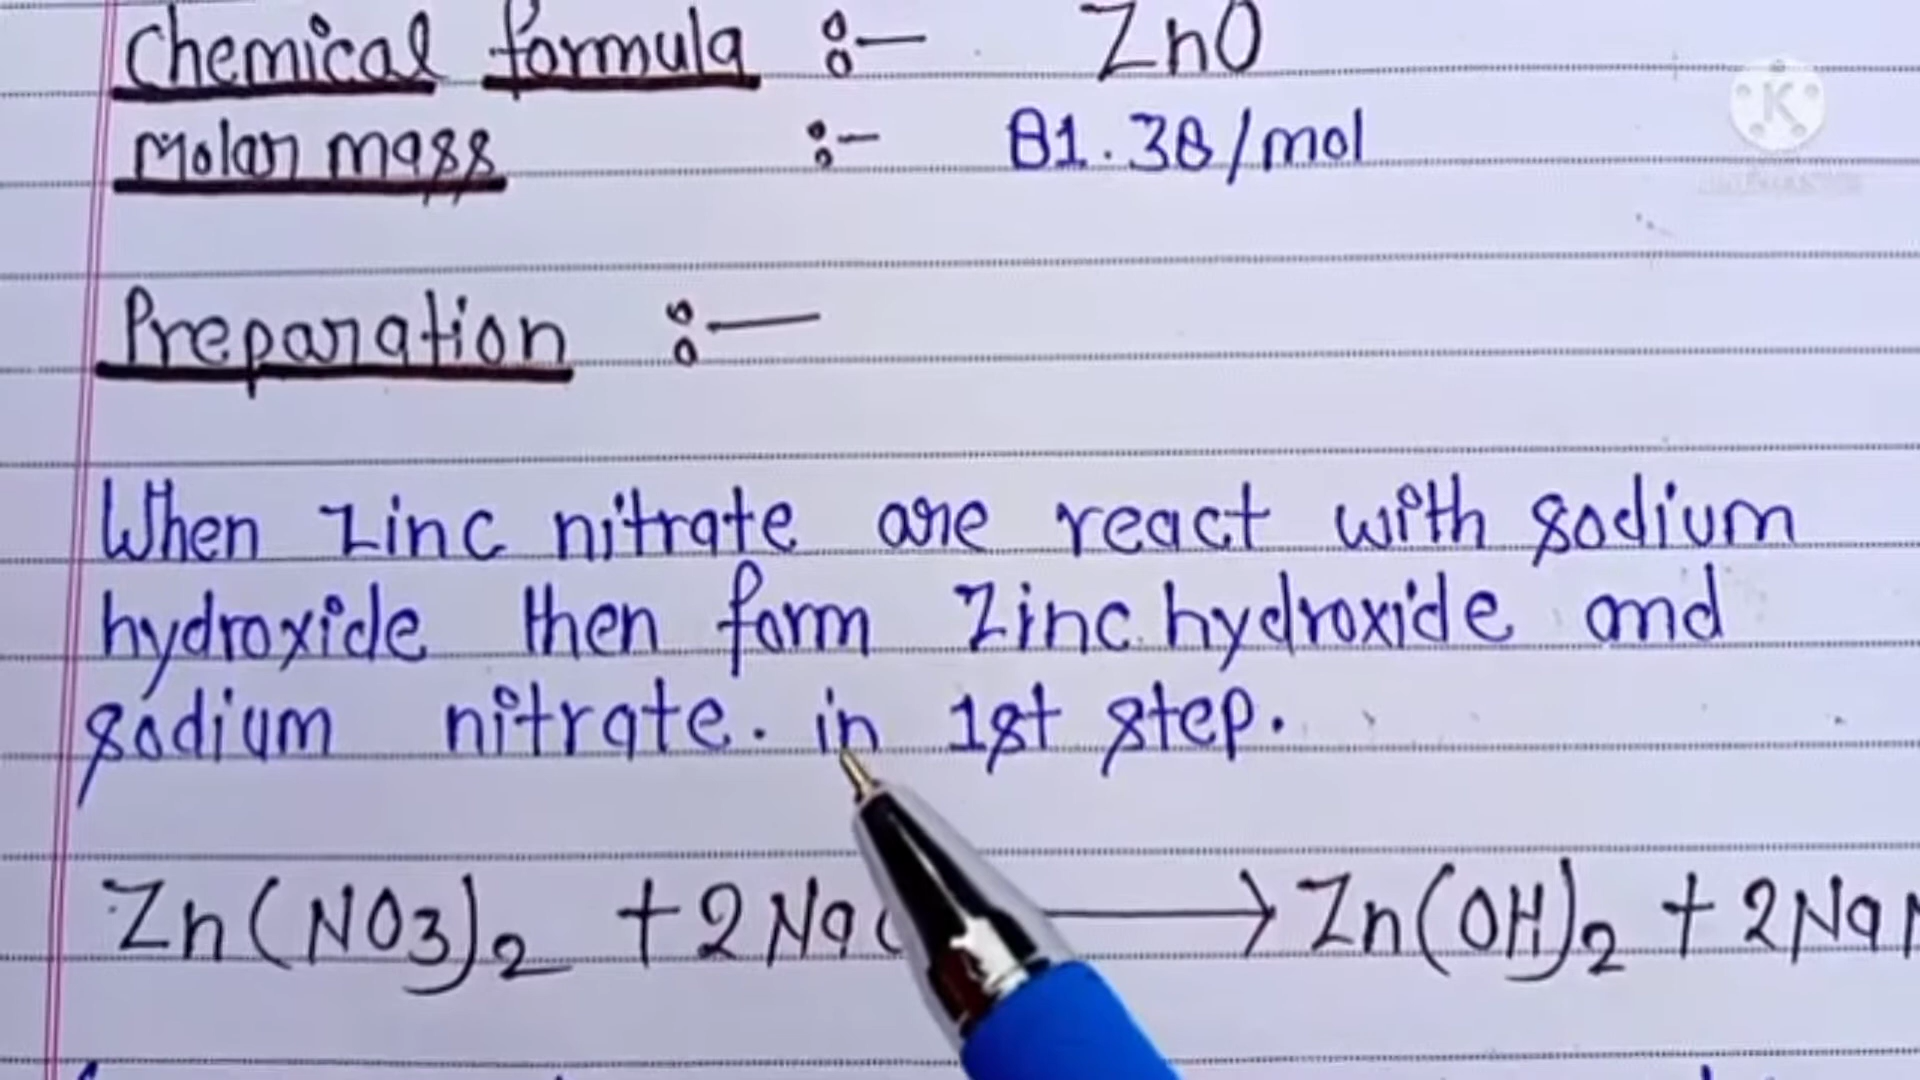 Chemical formula :- ZnO
Molar mass :- 81.38/mol
Preparation :-
When Zinc nitrate are react with sodium
hydroxide then form Zinc hydroxide and
sodium nitrate. in 1st step.
Zn(NO3)2 + 2Na → Zn(OH)2 + 2Na